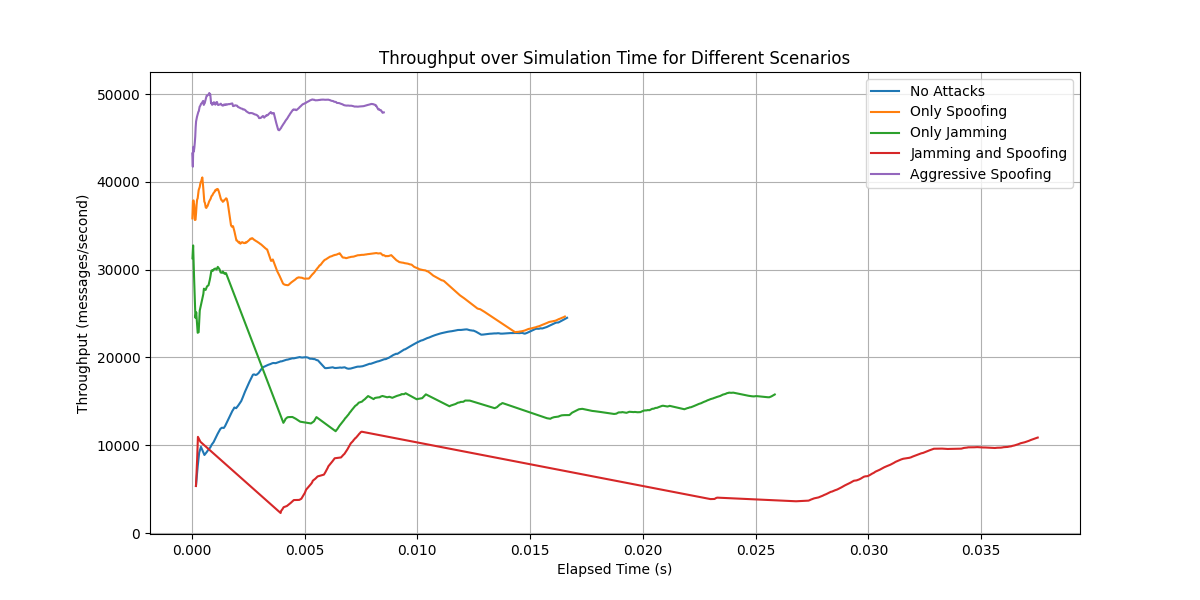 Throughput over Simulation Time for Different Scenarios
Throughput (messages/second)
50000
40000
30000
20000
10000
0
No Attacks
Only Spoofing
Only Jamming
Jamming and Spoofing
Aggressive Spoofing
0.000 0.005 0.010 0.015 0.020 0.025 0.030 0.035
Elapsed Time (s)